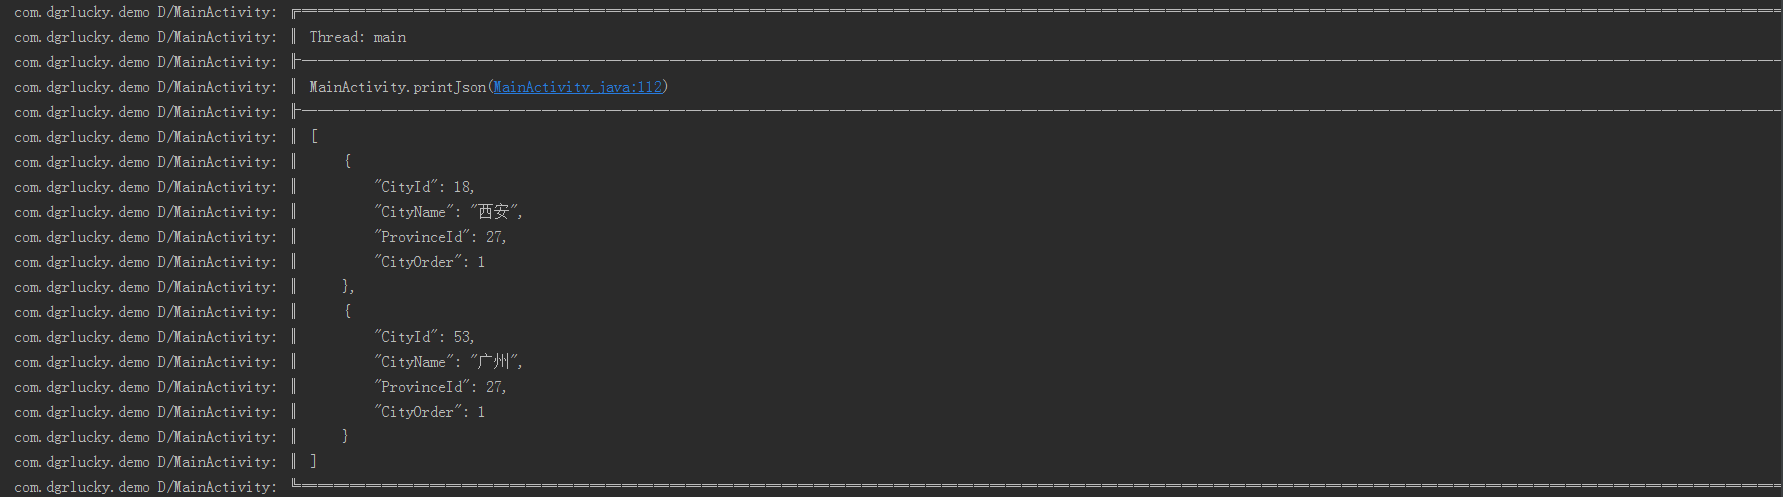 com.dgrlucky.demo D/MainActivity: ╔════════════════════════════════════════════════════════════
com.dgrlucky.demo D/MainActivity: ║ Thread: main
com.dgrlucky.demo D/MainActivity: ╟────────────────────────────────────────────────────────────
com.dgrlucky.demo D/MainActivity: ║ MainActivity.printJson(MainActivity.java:112)
com.dgrlucky.demo D/MainActivity: ╟────────────────────────────────────────────────────────────
com.dgrlucky.demo D/MainActivity: ║ [
com.dgrlucky.demo D/MainActivity: ║     {
com.dgrlucky.demo D/MainActivity: ║         "CityId": 18,
com.dgrlucky.demo D/MainActivity: ║         "CityName": "西安",
com.dgrlucky.demo D/MainActivity: ║         "ProvinceId": 27,
com.dgrlucky.demo D/MainActivity: ║         "CityOrder": 1
com.dgrlucky.demo D/MainActivity: ║     },
com.dgrlucky.demo D/MainActivity: ║     {
com.dgrlucky.demo D/MainActivity: ║         "CityId": 53,
com.dgrlucky.demo D/MainActivity: ║         "CityName": "广州",
com.dgrlucky.demo D/MainActivity: ║         "ProvinceId": 27,
com.dgrlucky.demo D/MainActivity: ║         "CityOrder": 1
com.dgrlucky.demo D/MainActivity: ║     }
com.dgrlucky.demo D/MainActivity: ║ ]
com.dgrlucky.demo D/MainActivity: ╚════════════════════════════════════════════════════════════